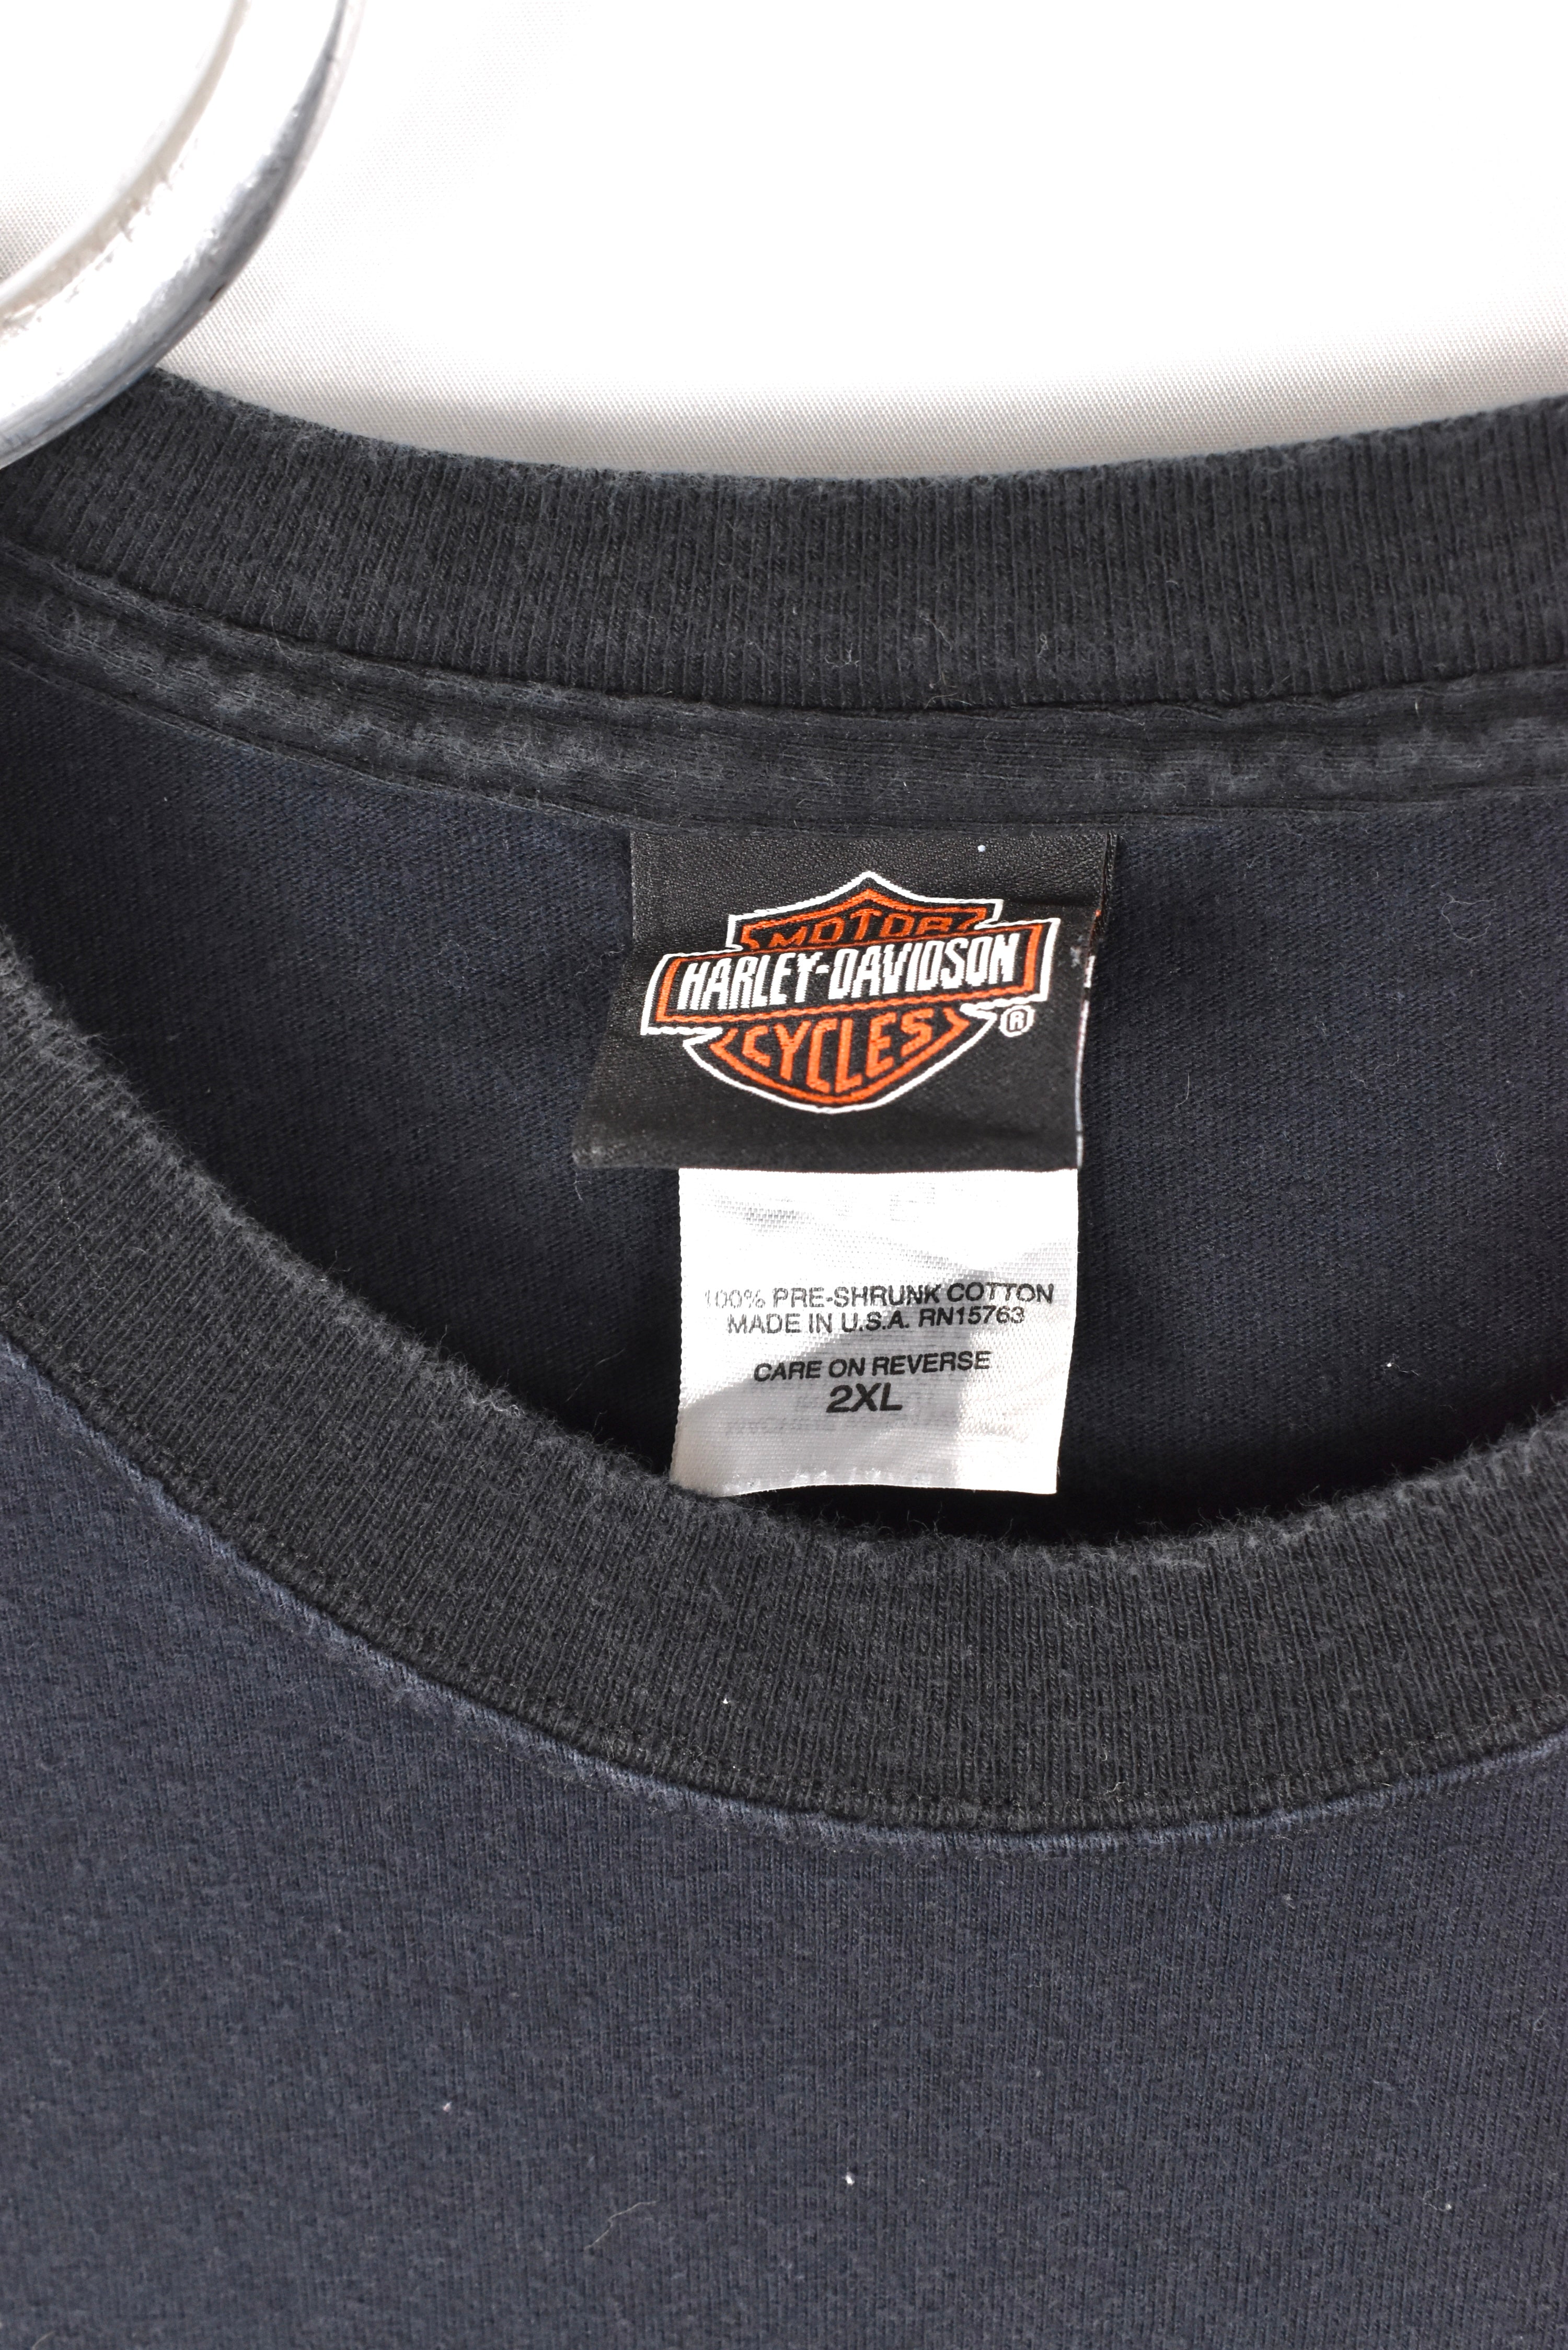 MOTOR
HARLEY-DAVIDSON
CYCLES ®
100% PRE-SHRUNK COTTON
MADE IN U.S.A. RN15763
CARE ON REVERSE
2XL